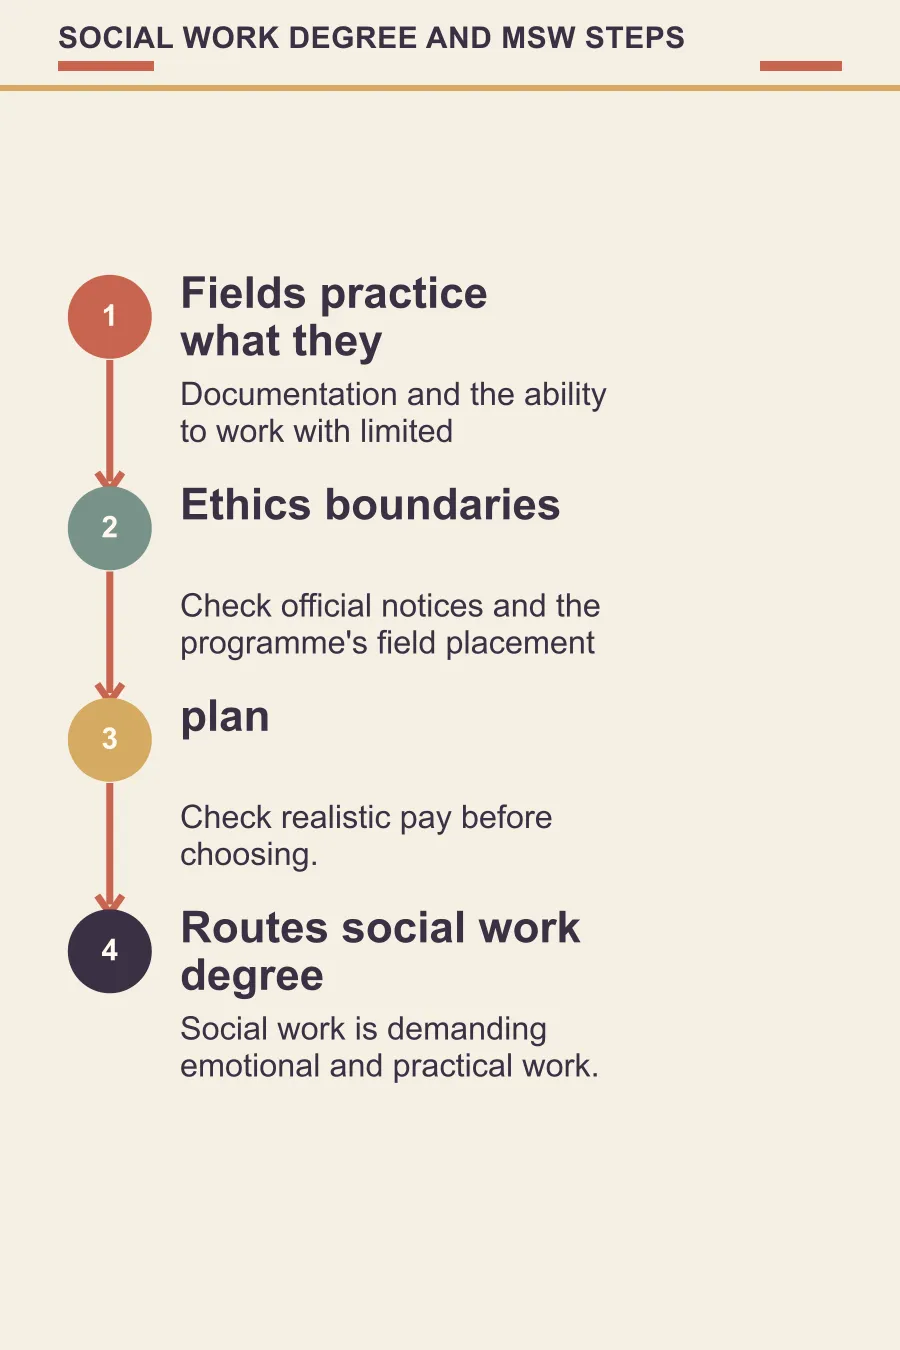 SOCIAL WORK DEGREE AND MSW STEPS
1
Fields practice
what they
Documentation and the ability
to work with limited
2
Ethics boundaries
Check official notices and the
programme's field placement
3
plan
Check realistic pay before
choosing.
4
Routes social work
degree
Social work is demanding
emotional and practical work.